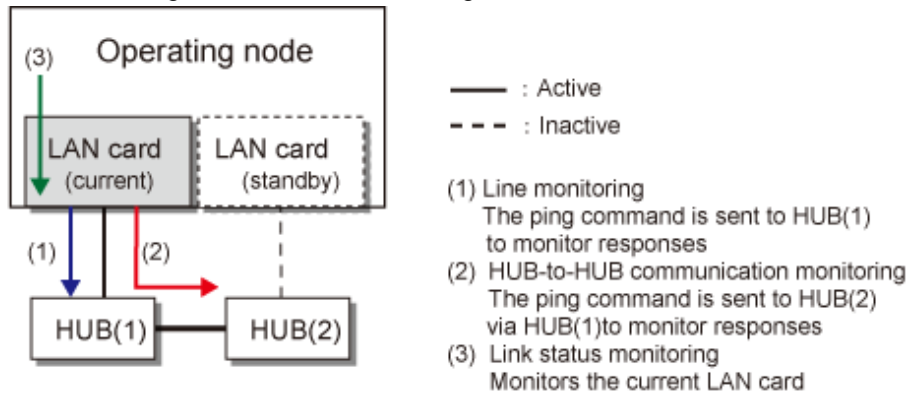 Operating node
(3)
LAN card
(current)
LAN card
(standby)
(1)
(2)
HUB(1)
HUB(2)
: Active
: Inactive
(1) Line monitoring
The ping command is sent to HUB(1)
to monitor responses
(2) HUB-to-HUB communication monitoring
The ping command is sent to HUB(2)
via HUB(1)to monitor responses
(3) Link status monitoring
Monitors the current LAN card